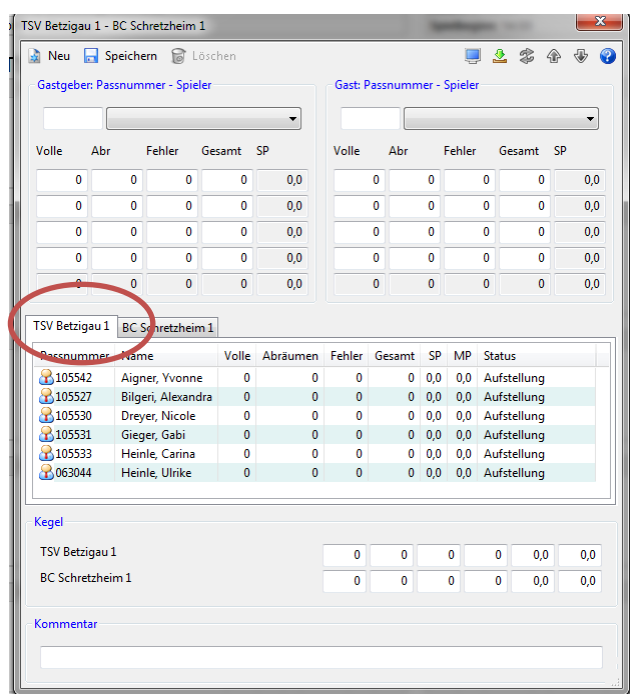 TSV Betzigau 1 - BC Schretzheim 1
Neu Speichern Löschen
Gastgeber: Passnummer - Spieler Gast: Passnummer - Spieler
Volle Abr Fehler Gesamt SP Volle Abr Fehler Gesamt SP
0 0 0 0 0,0 0 0 0 0 0,0
0 0 0 0 0,0 0 0 0 0 0,0
0 0 0 0 0,0 0 0 0 0 0,0
0 0 0 0 0,0 0 0 0 0 0,0
0 0 0 0 0,0 0 0 0 0 0,0
TSV Betzigau 1 BC Schretzheim 1
Passnummer Name Volle Abräumen Fehler Gesamt SP MP Status
105542 Aigner, Yvonne 0 0 0 0 0,0 0,0 Aufstellung
105527 Bilgeri, Alexandra 0 0 0 0 0,0 0,0 Aufstellung
105530 Dreyer, Nicole 0 0 0 0 0,0 0,0 Aufstellung
105531 Gieger, Gabi 0 0 0 0 0,0 0,0 Aufstellung
105533 Heinle, Carina 0 0 0 0 0,0 0,0 Aufstellung
063044 Heinle, Ulrike 0 0 0 0 0,0 0,0 Aufstellung
Kegel
TSV Betzigau 1 0 0 0 0 0,0 0,0
BC Schretzheim 1 0 0 0 0 0,0 0,0
Kommentar